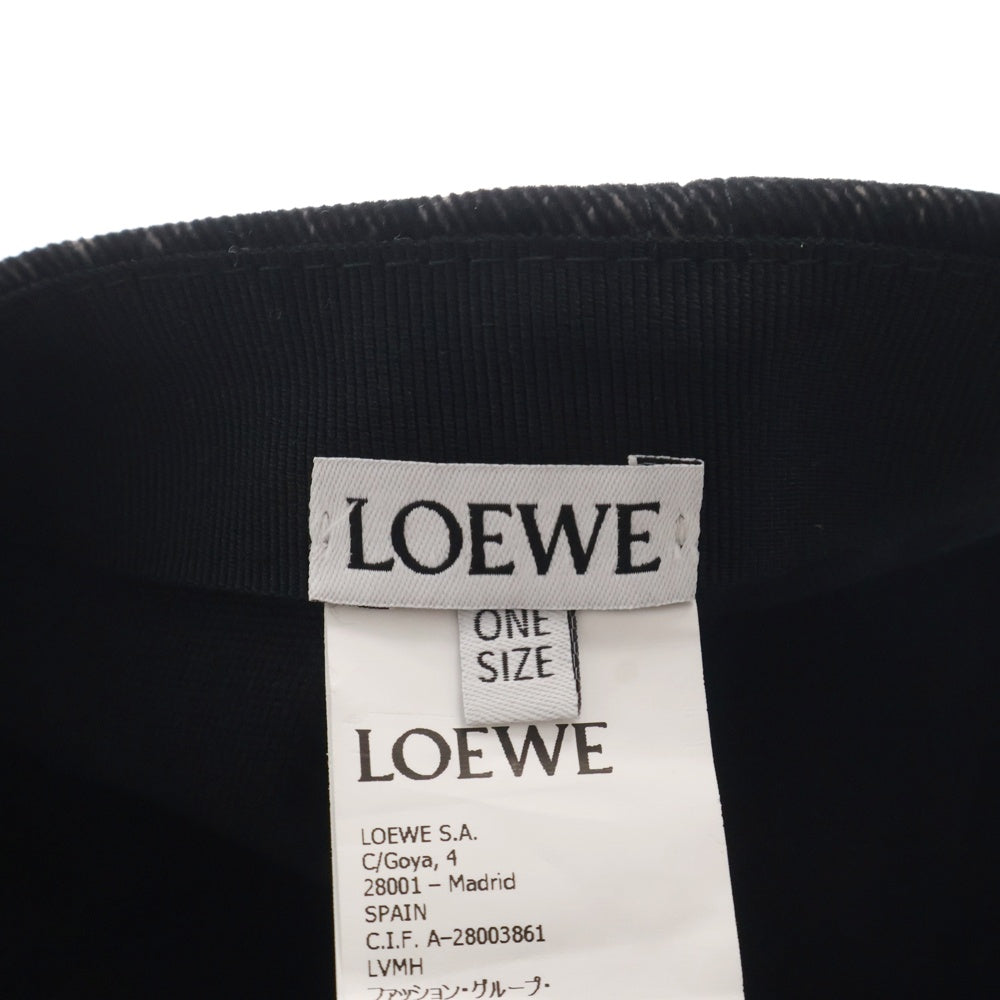 LOEWE
ONE
SIZE
LOEWE
LOEWE S.A.
C/Goya, 4
28001 – Madrid
SPAIN
C.I.F. A-28003861
LVMH
ファッション・グループ・